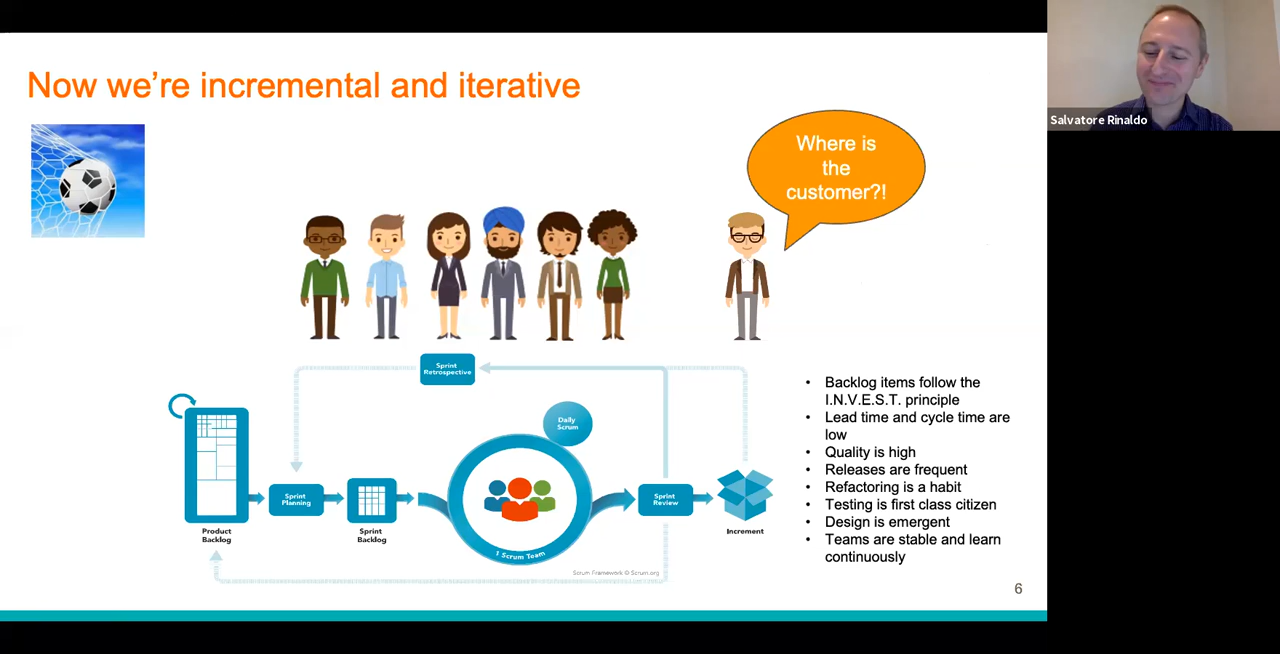 Now we're incremental and iterative
Salvatore Rinaldo
Where is
the
customer?!
Sprint
Retrospective
Daily
Scrum
Sprint
Planning
Sprint
Review
Product
Backlog
Sprint
Backlog
1 Scrum Team
Increment
Scrum Framework © Scrum.org
• Backlog items follow the
I.N.V.E.S.T. principle
• Lead time and cycle time are
low
• Quality is high
• Releases are frequent
• Refactoring is a habit
• Testing is first class citizen
• Design is emergent
• Teams are stable and learn
continuously
6